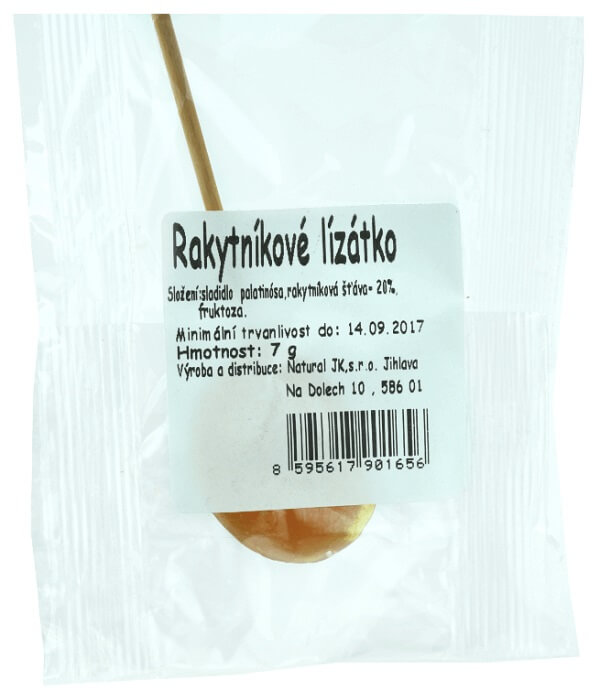 Rakytníkové lízátko
Složení:sladidlo palatinósa,rakytníková šťáva- 20%,
fruktoza.
Minimální trvanlivost do: 14.09.2017
Hmotnost: 7 g
Výroba a distribuce: Natural JK,s.r.o. Jihlava
Na Dolech 10 , 586 01
8 595617 901656